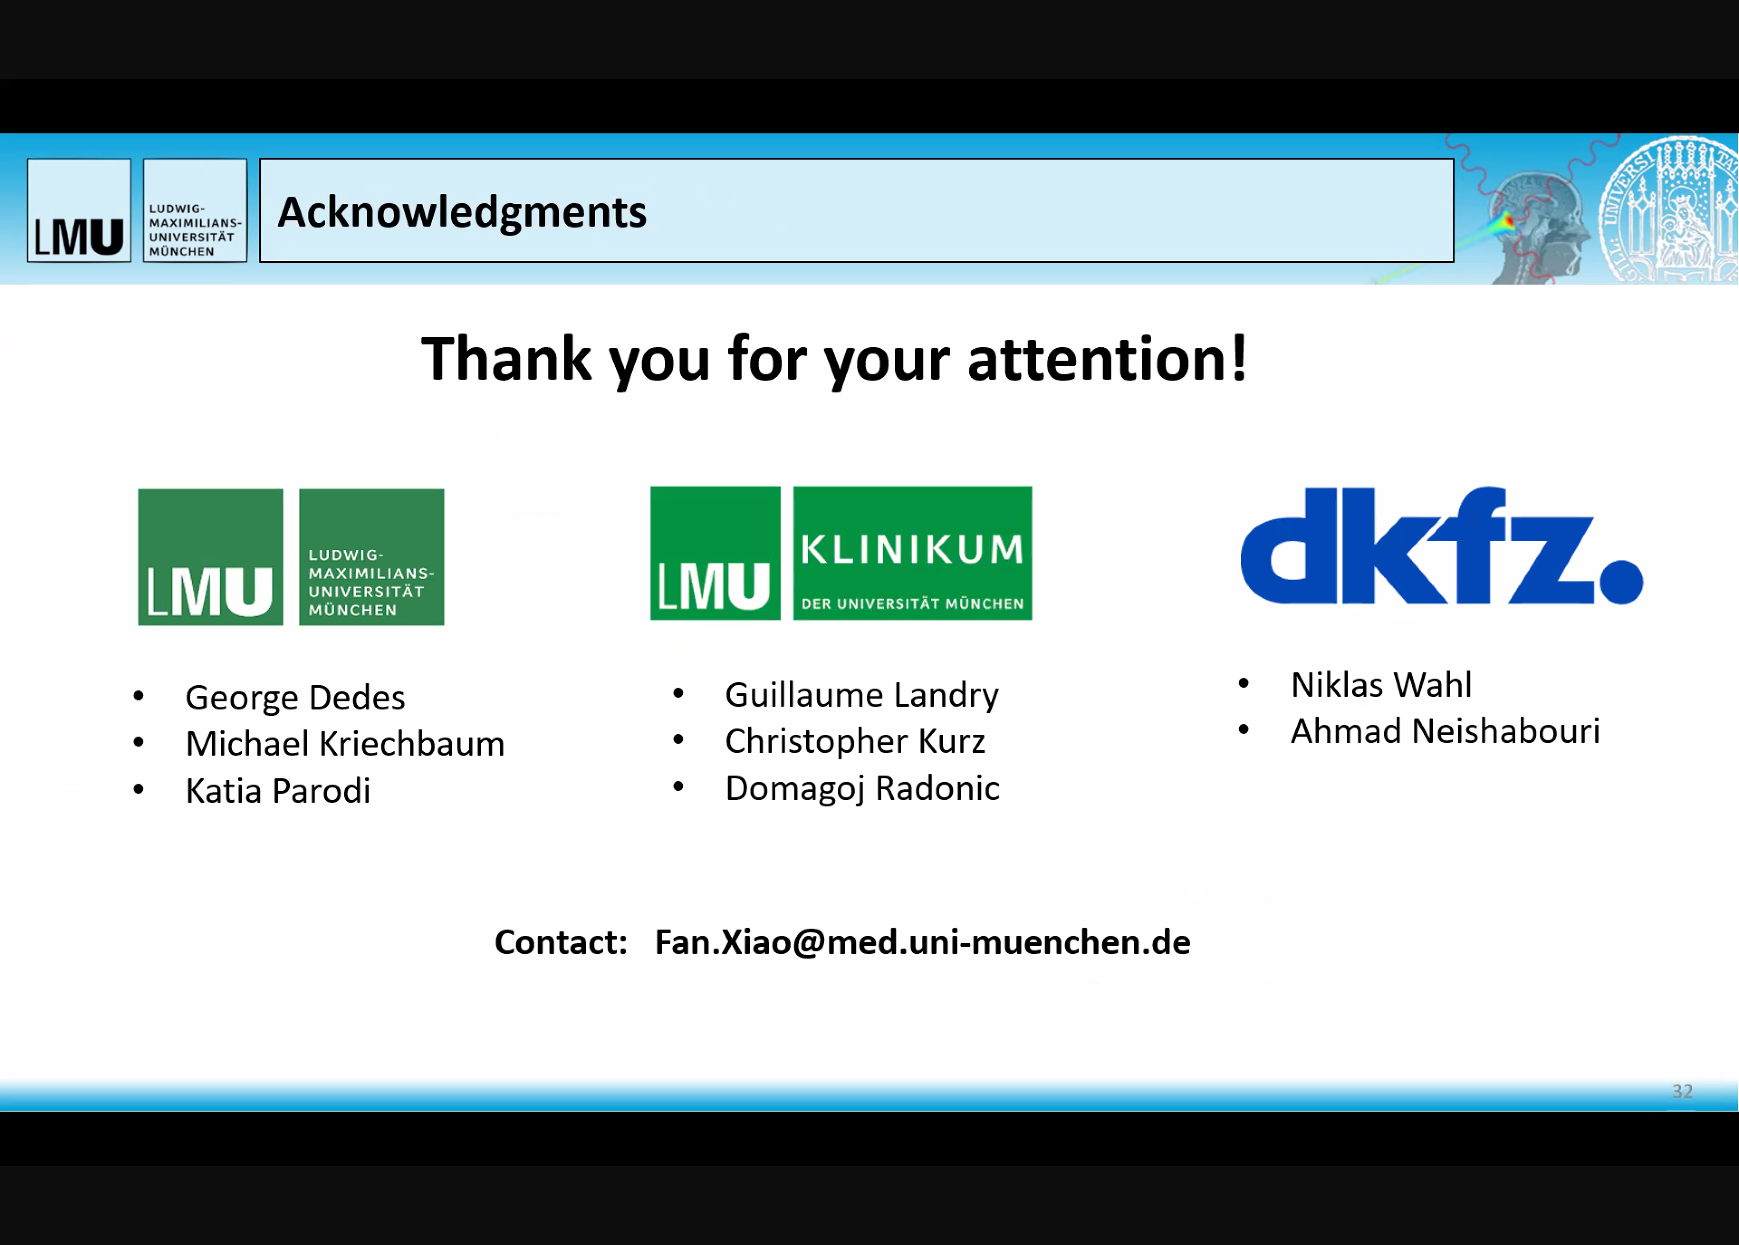 LMU
LUDWIG-
MAXIMILIANS-
UNIVERSITÄT
MÜNCHEN
Acknowledgments
Thank you for your attention!
LMU
LUDWIG-
MAXIMILIANS-
UNIVERSITÄT
MÜNCHEN
• George Dedes
• Michael Kriechbaum
• Katia Parodi
LMU
KLINIKUM
DER UNIVERSITÄT MÜNCHEN
• Guillaume Landry
• Christopher Kurz
• Domagoj Radonic
dkfz.
• Niklas Wahl
• Ahmad Neishabouri
Contact: Fan.Xiao@med.uni-muenchen.de
32